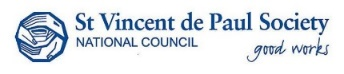 St Vincent de Paul Society
NATIONAL COUNCIL
good works